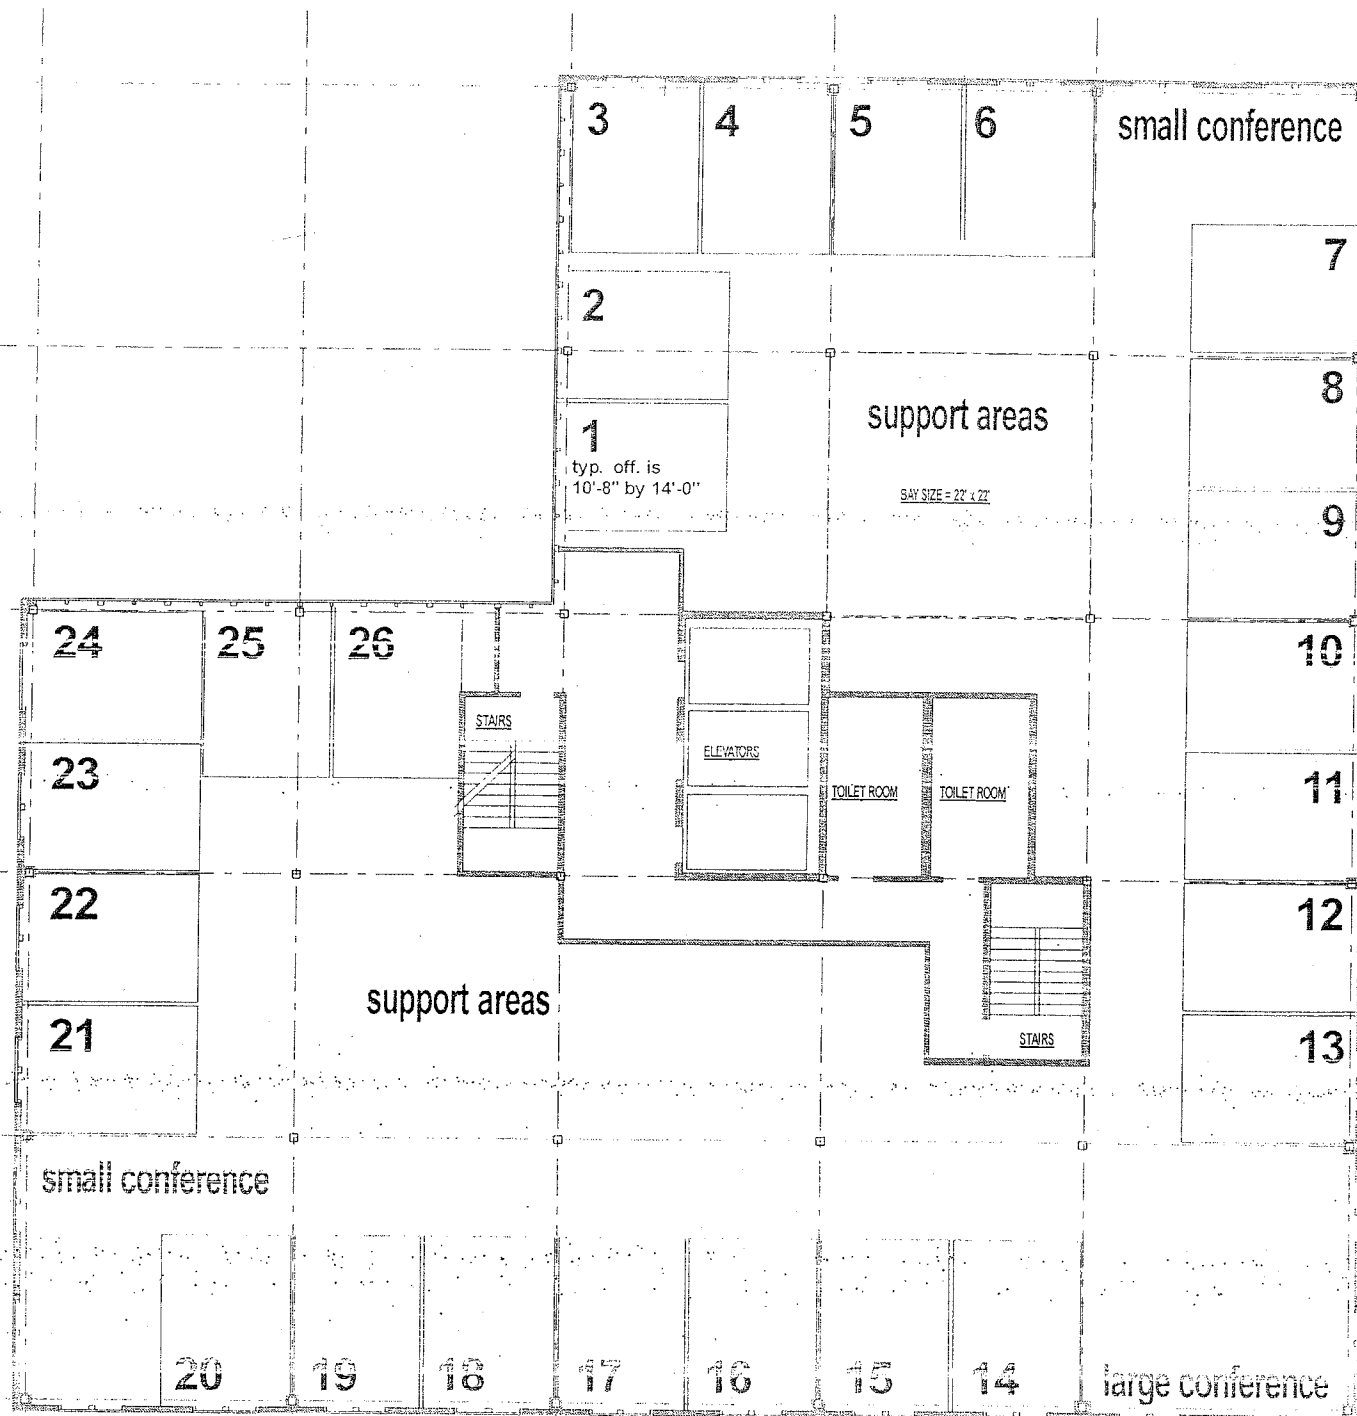 3
4
5
6
small conference
7
2
8
support areas
1
typ. off. is
10'-8" by 14'-0"
BAY SIZE = 22' x 22'
9
24
25
26
10
STAIRS
ELEVATORS
23
TOILET ROOM
TOILET ROOM
11
22
12
support areas
21
STAIRS
13
small conference
20
19
18
17
16
15
14
large conference